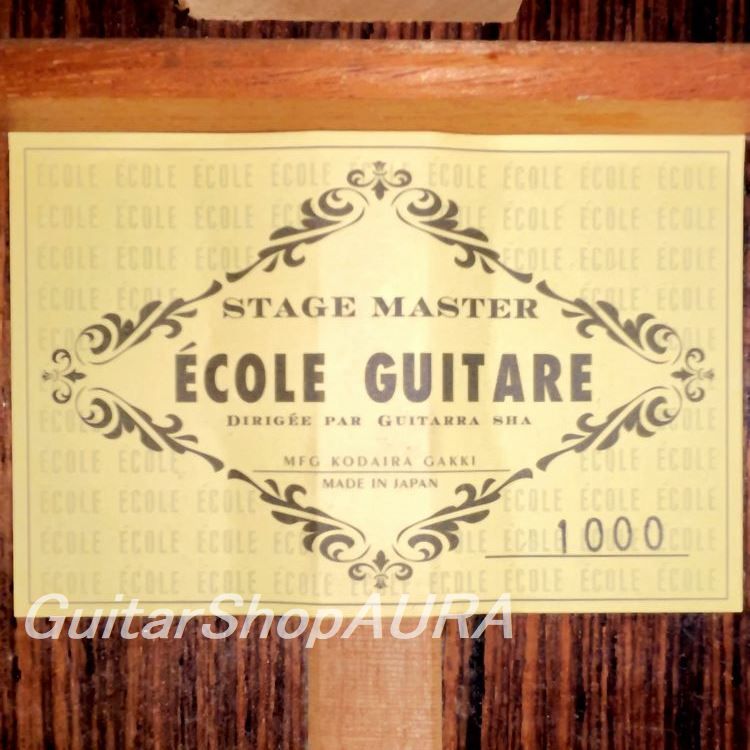 STAGE MASTER
ÉCOLE GUITARE
DIRIGÉE PAR GUITARRA SHA
MFG KODAIRA GAKKI
MADE IN JAPAN
1000
GuitarShopAURA